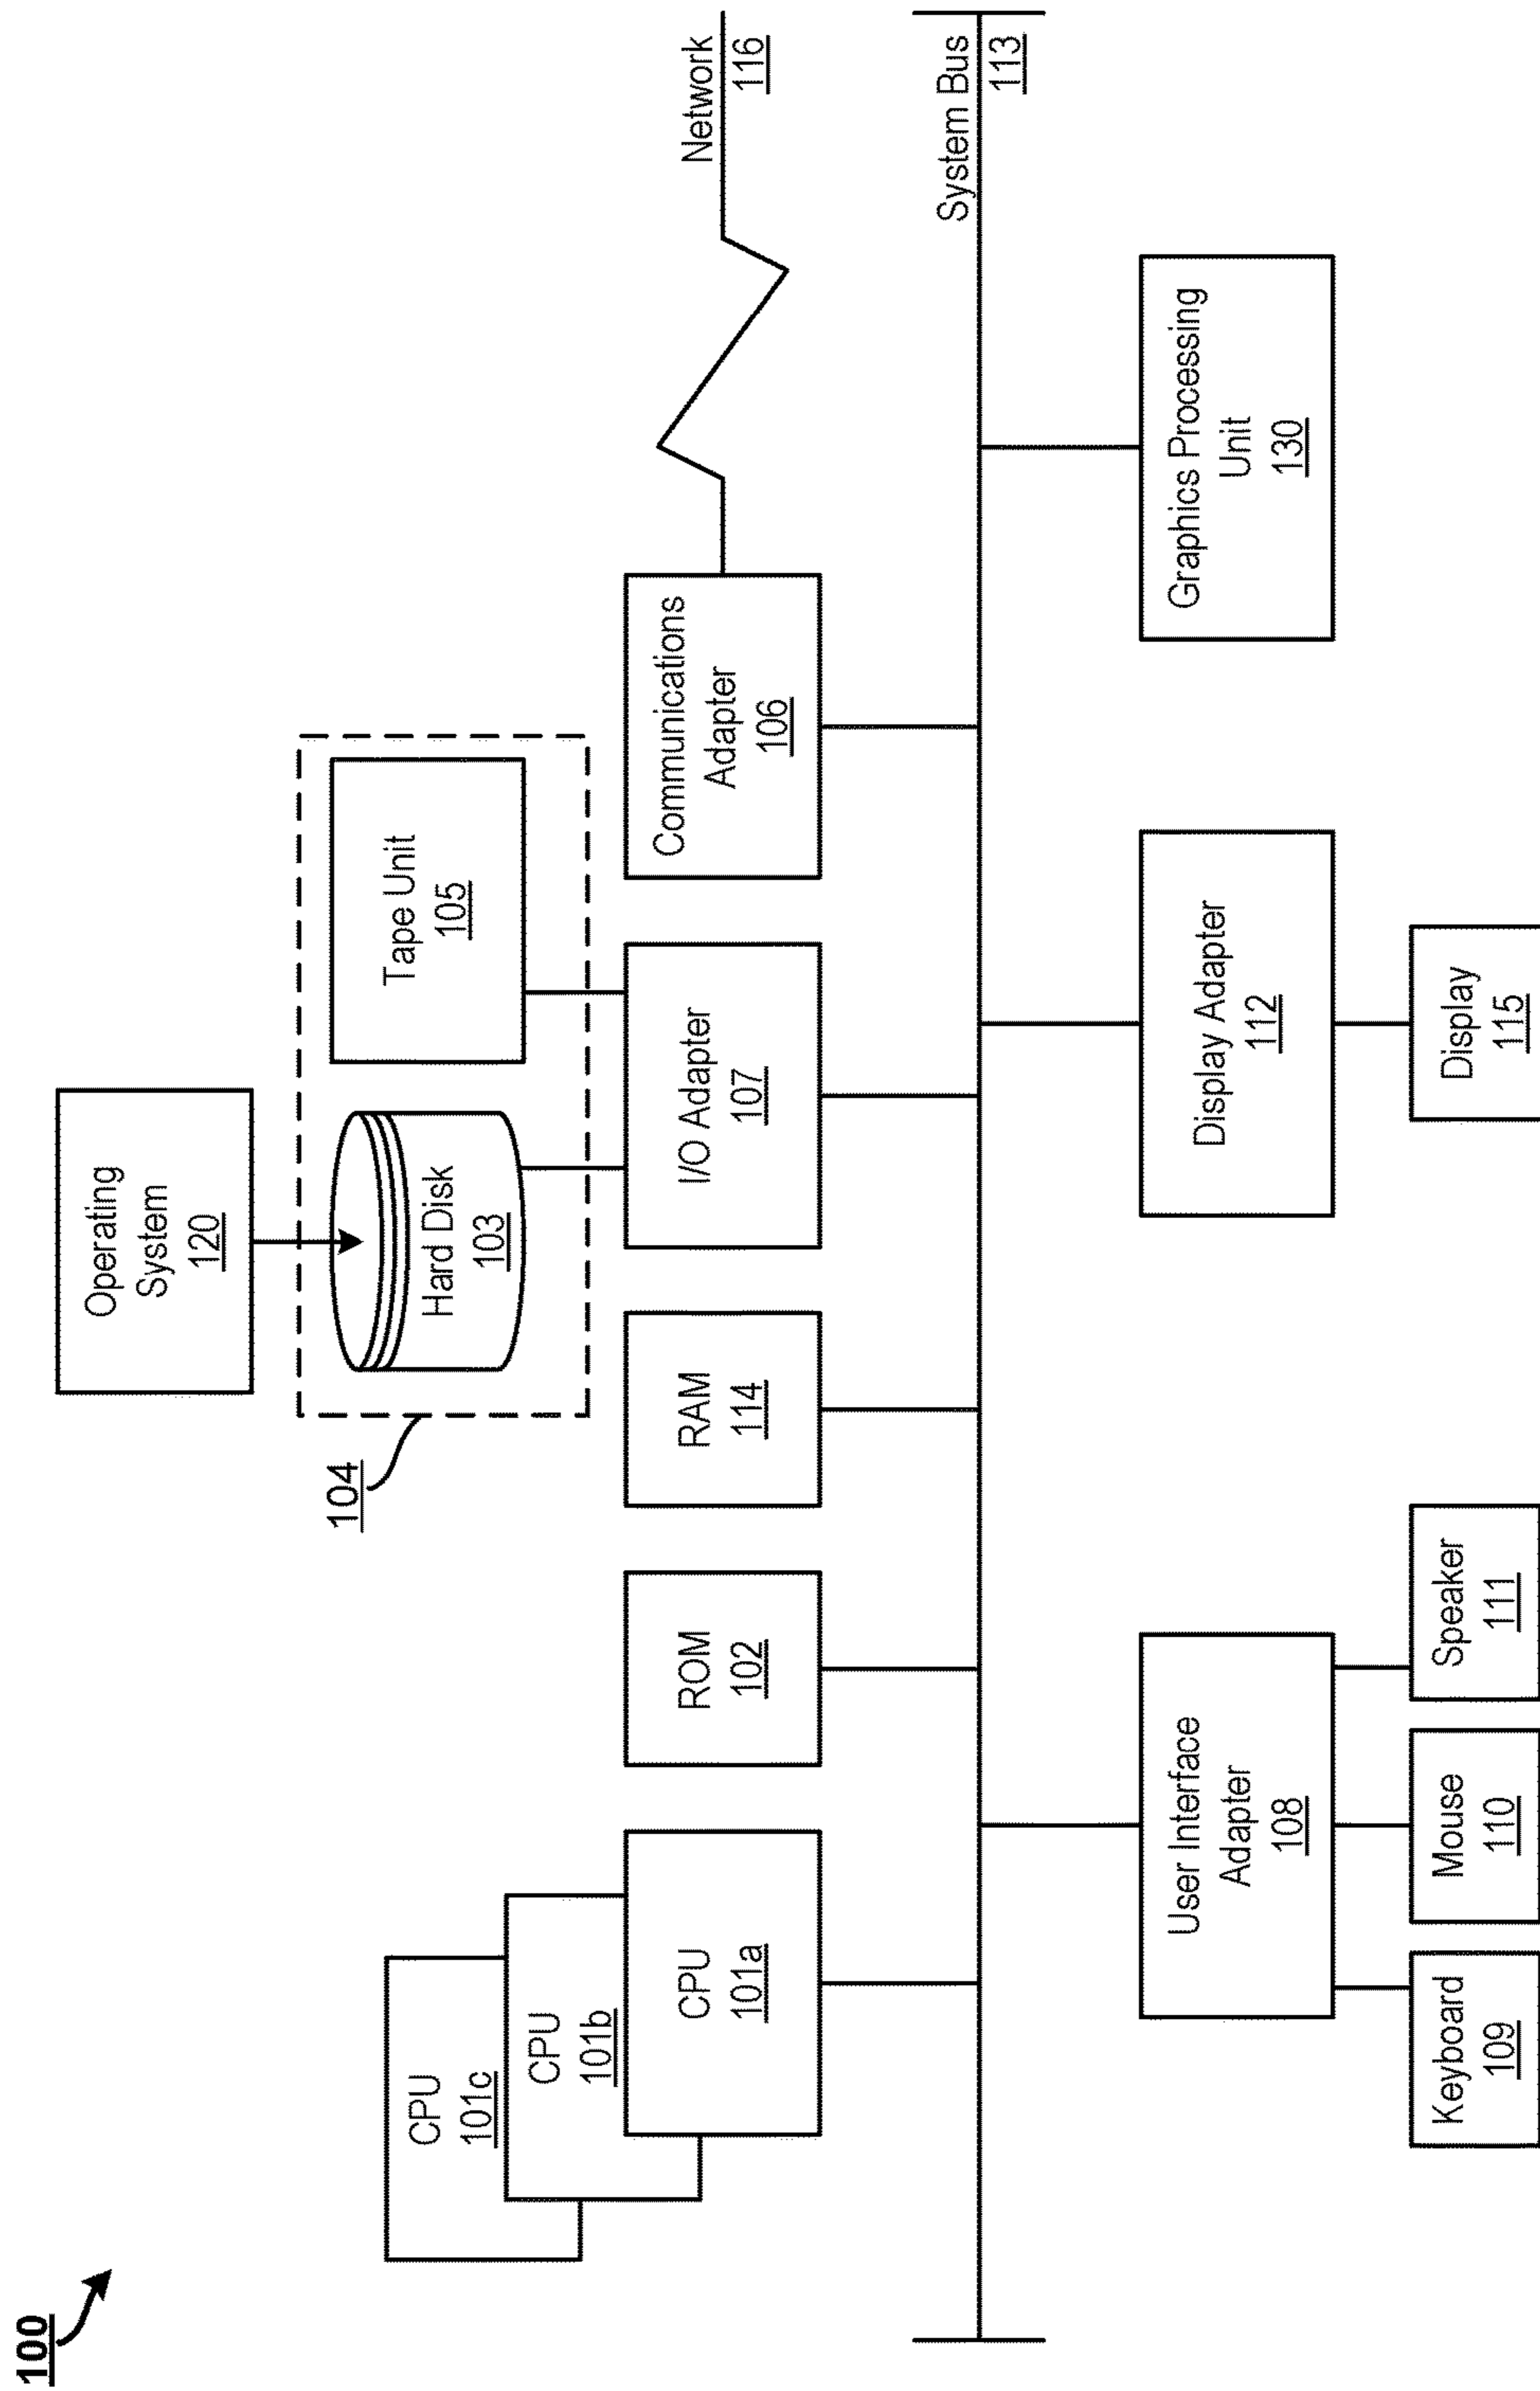 100
Operating
System
120
104
Hard Disk
103
Tape Unit
105
CPU
101c
CPU
101b
CPU
101a
ROM
102
RAM
114
I/O Adapter
107
Communications
Adapter
106
Network
116
System Bus
113
User Interface
Adapter
108
Display Adapter
112
Graphics Processing
Unit
130
Keyboard
109
Mouse
110
Speaker
111
Display
115